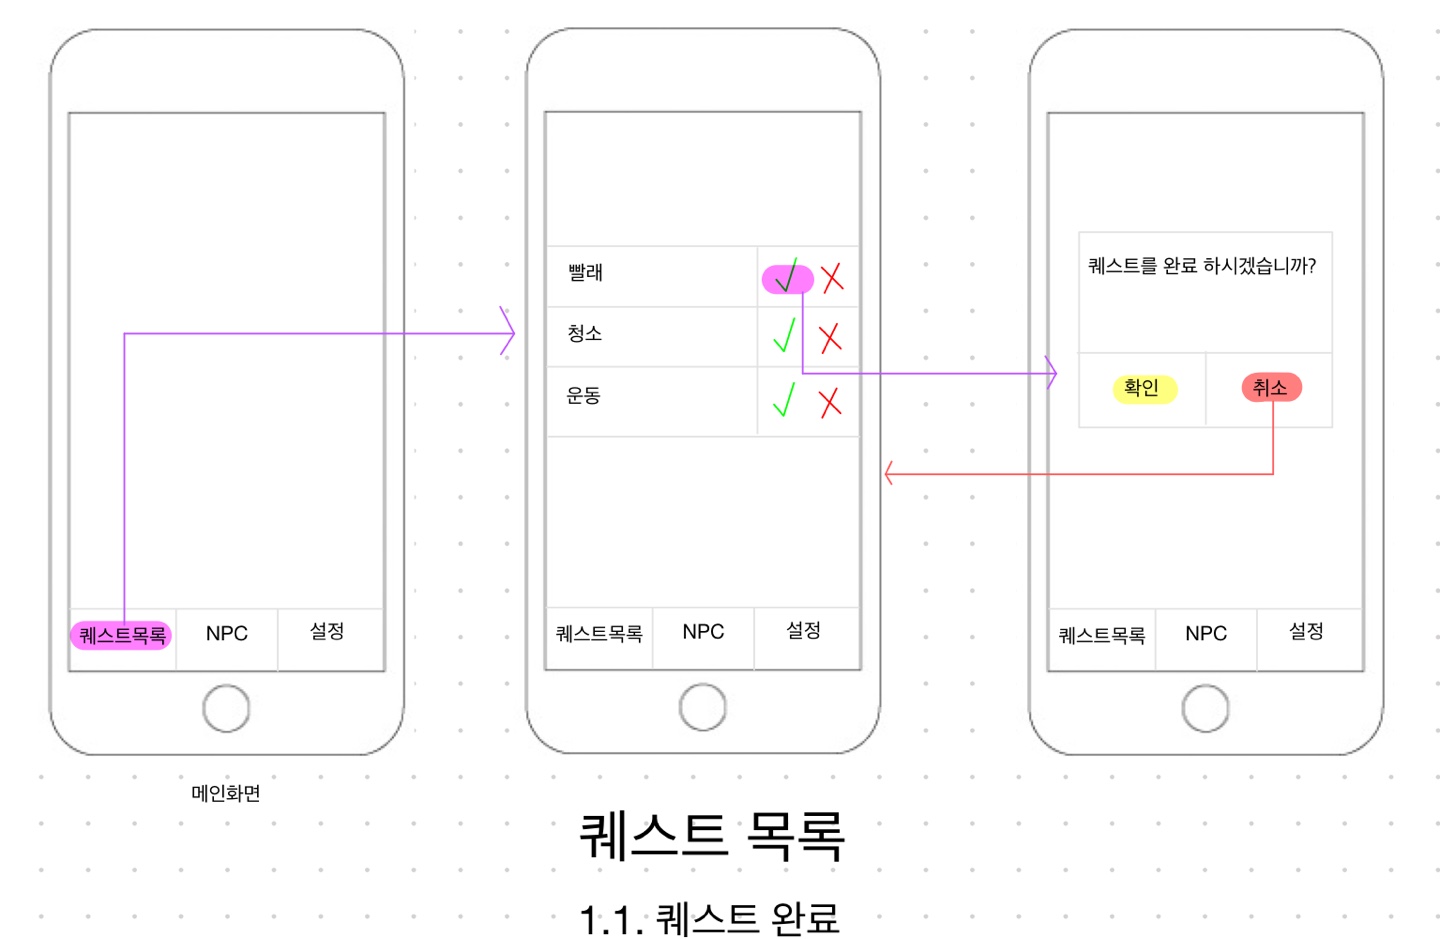 퀘스트목록 NPC 설정
메인화면
빨래
청소
운동
퀘스트목록 NPC 설정
퀘스트를 완료 하시겠습니까?
확인 취소
퀘스트목록 NPC 설정
퀘스트 목록
1.1. 퀘스트 완료